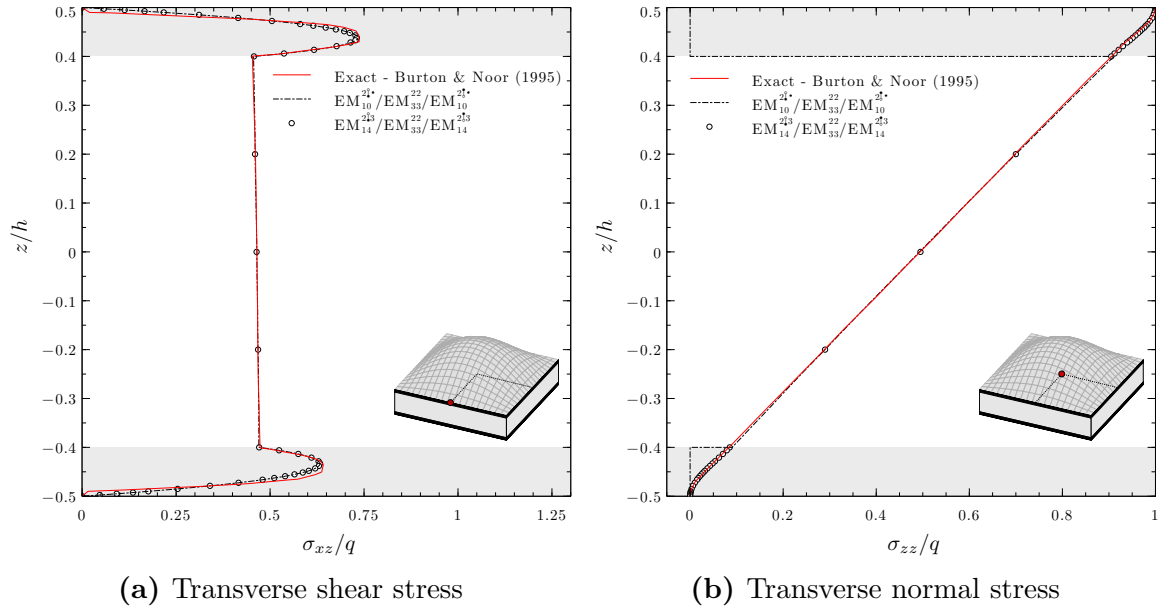 0.5
0.4
0.3
0.2
0.1
0
−0.1
−0.2
−0.3
−0.4
−0.5
z/h
Exact - Burton & Noor (1995)
0 0.25 0.5 0.75 1 1.25
σxz/q
(a) Transverse shear stress
0.5
0.4
0.3
0.2
0.1
0
−0.1
−0.2
−0.3
−0.4
−0.5
z/h
Exact - Burton & Noor (1995)
0 0.2 0.4 0.6 0.8 1
σzz/q
(b) Transverse normal stress